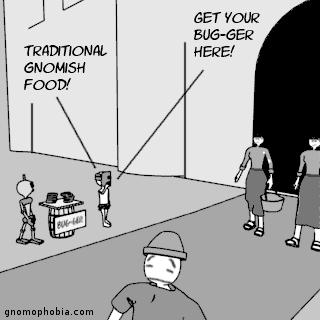 GET YOUR
BUG-GER
HERE!
TRADITIONAL
GNOMISH
FOOD!
BUG-GER
gnomophobia.com